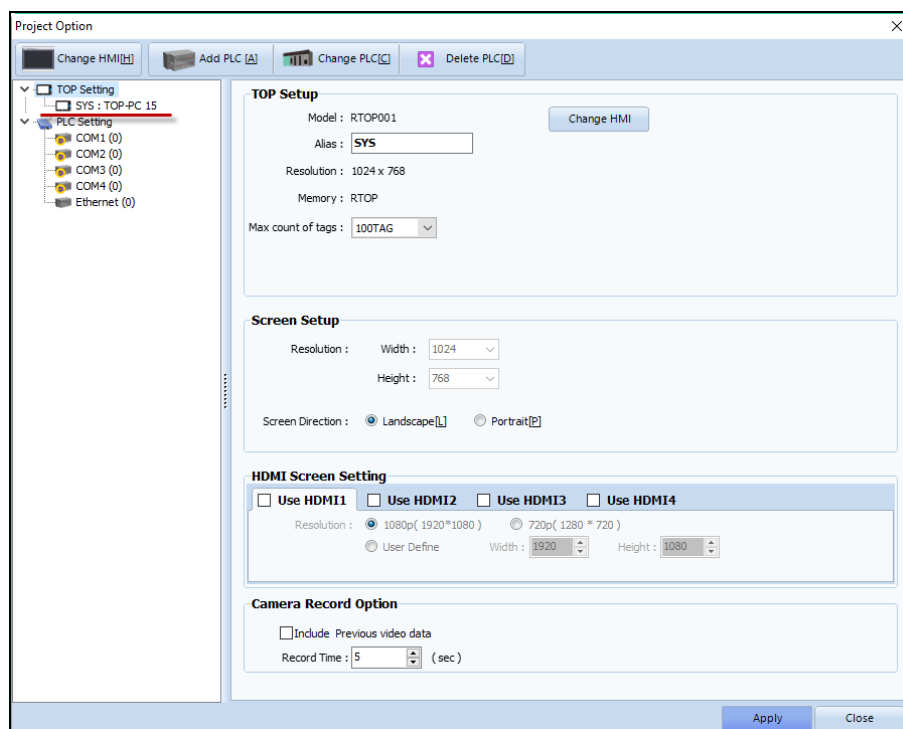 Project Option
Change HMI[H] Add PLC [A] Change PLC[C] Delete PLC[D]
TOP Setting
SYS : TOP-PC 15
PLC Setting
COM1 (0)
COM2 (0)
COM3 (0)
COM4 (0)
Ethernet (0)
TOP Setup
Model : RTOP001 Change HMI
Alias : SYS
Resolution : 1024 x 768
Memory : RTOP
Max count of tags : 100TAG
Screen Setup
Resolution : Width : 1024
Height : 768
Screen Direction : Landscape[L] Portrait[P]
HDMI Screen Setting
Use HDMI1 Use HDMI2 Use HDMI3 Use HDMI4
Resolution : 1080p( 1920*1080 ) 720p( 1280 * 720 )
User Define Width : 1920 Height : 1080
Camera Record Option
Include Previous video data
Record Time : 5 ( sec )
Apply Close